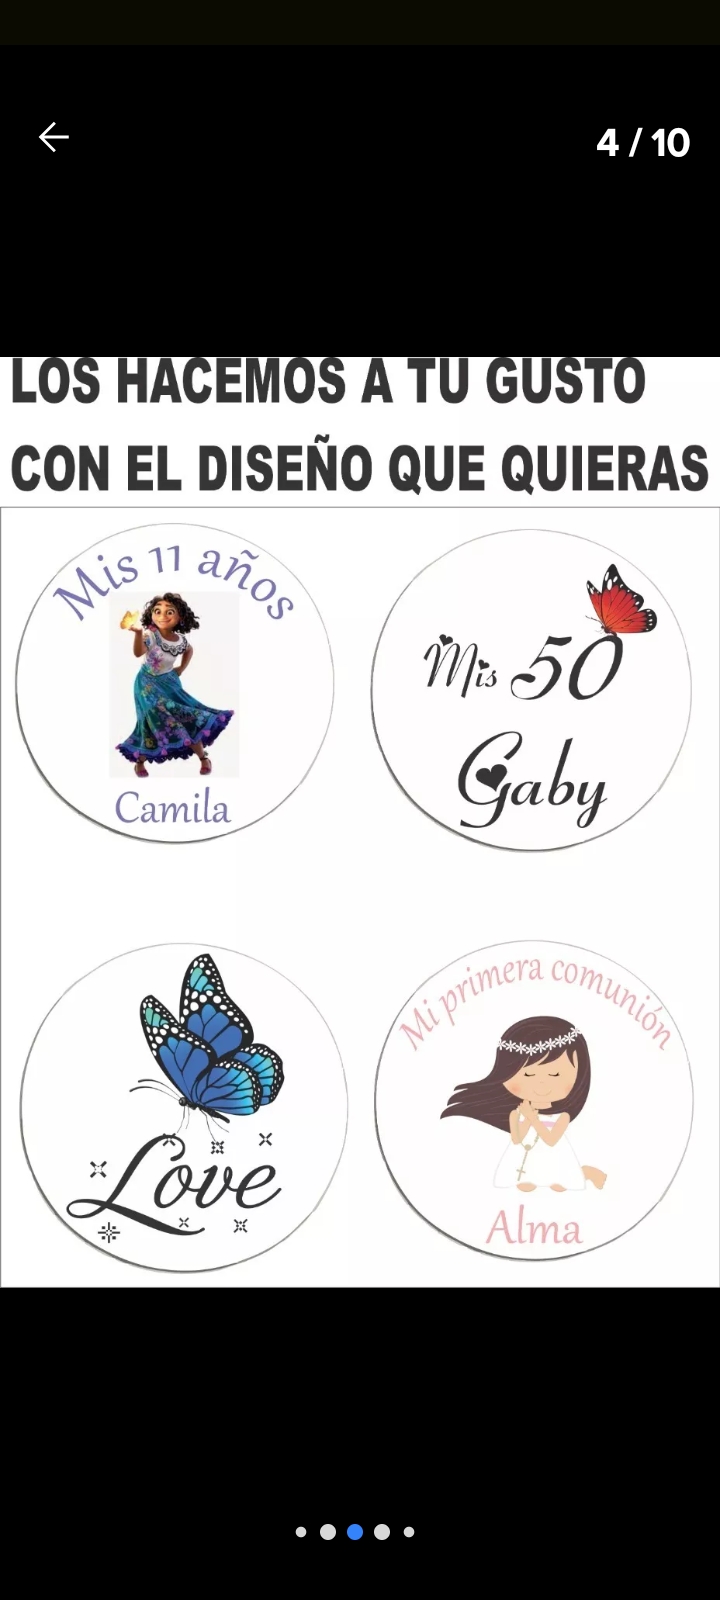 4 / 10
LOS HACEMOS A TU GUSTO
CON EL DISEÑO QUE QUIERAS
Mis 11 años
Camila
Mis 50
Gaby
Love
Mi primera comunión
Alma